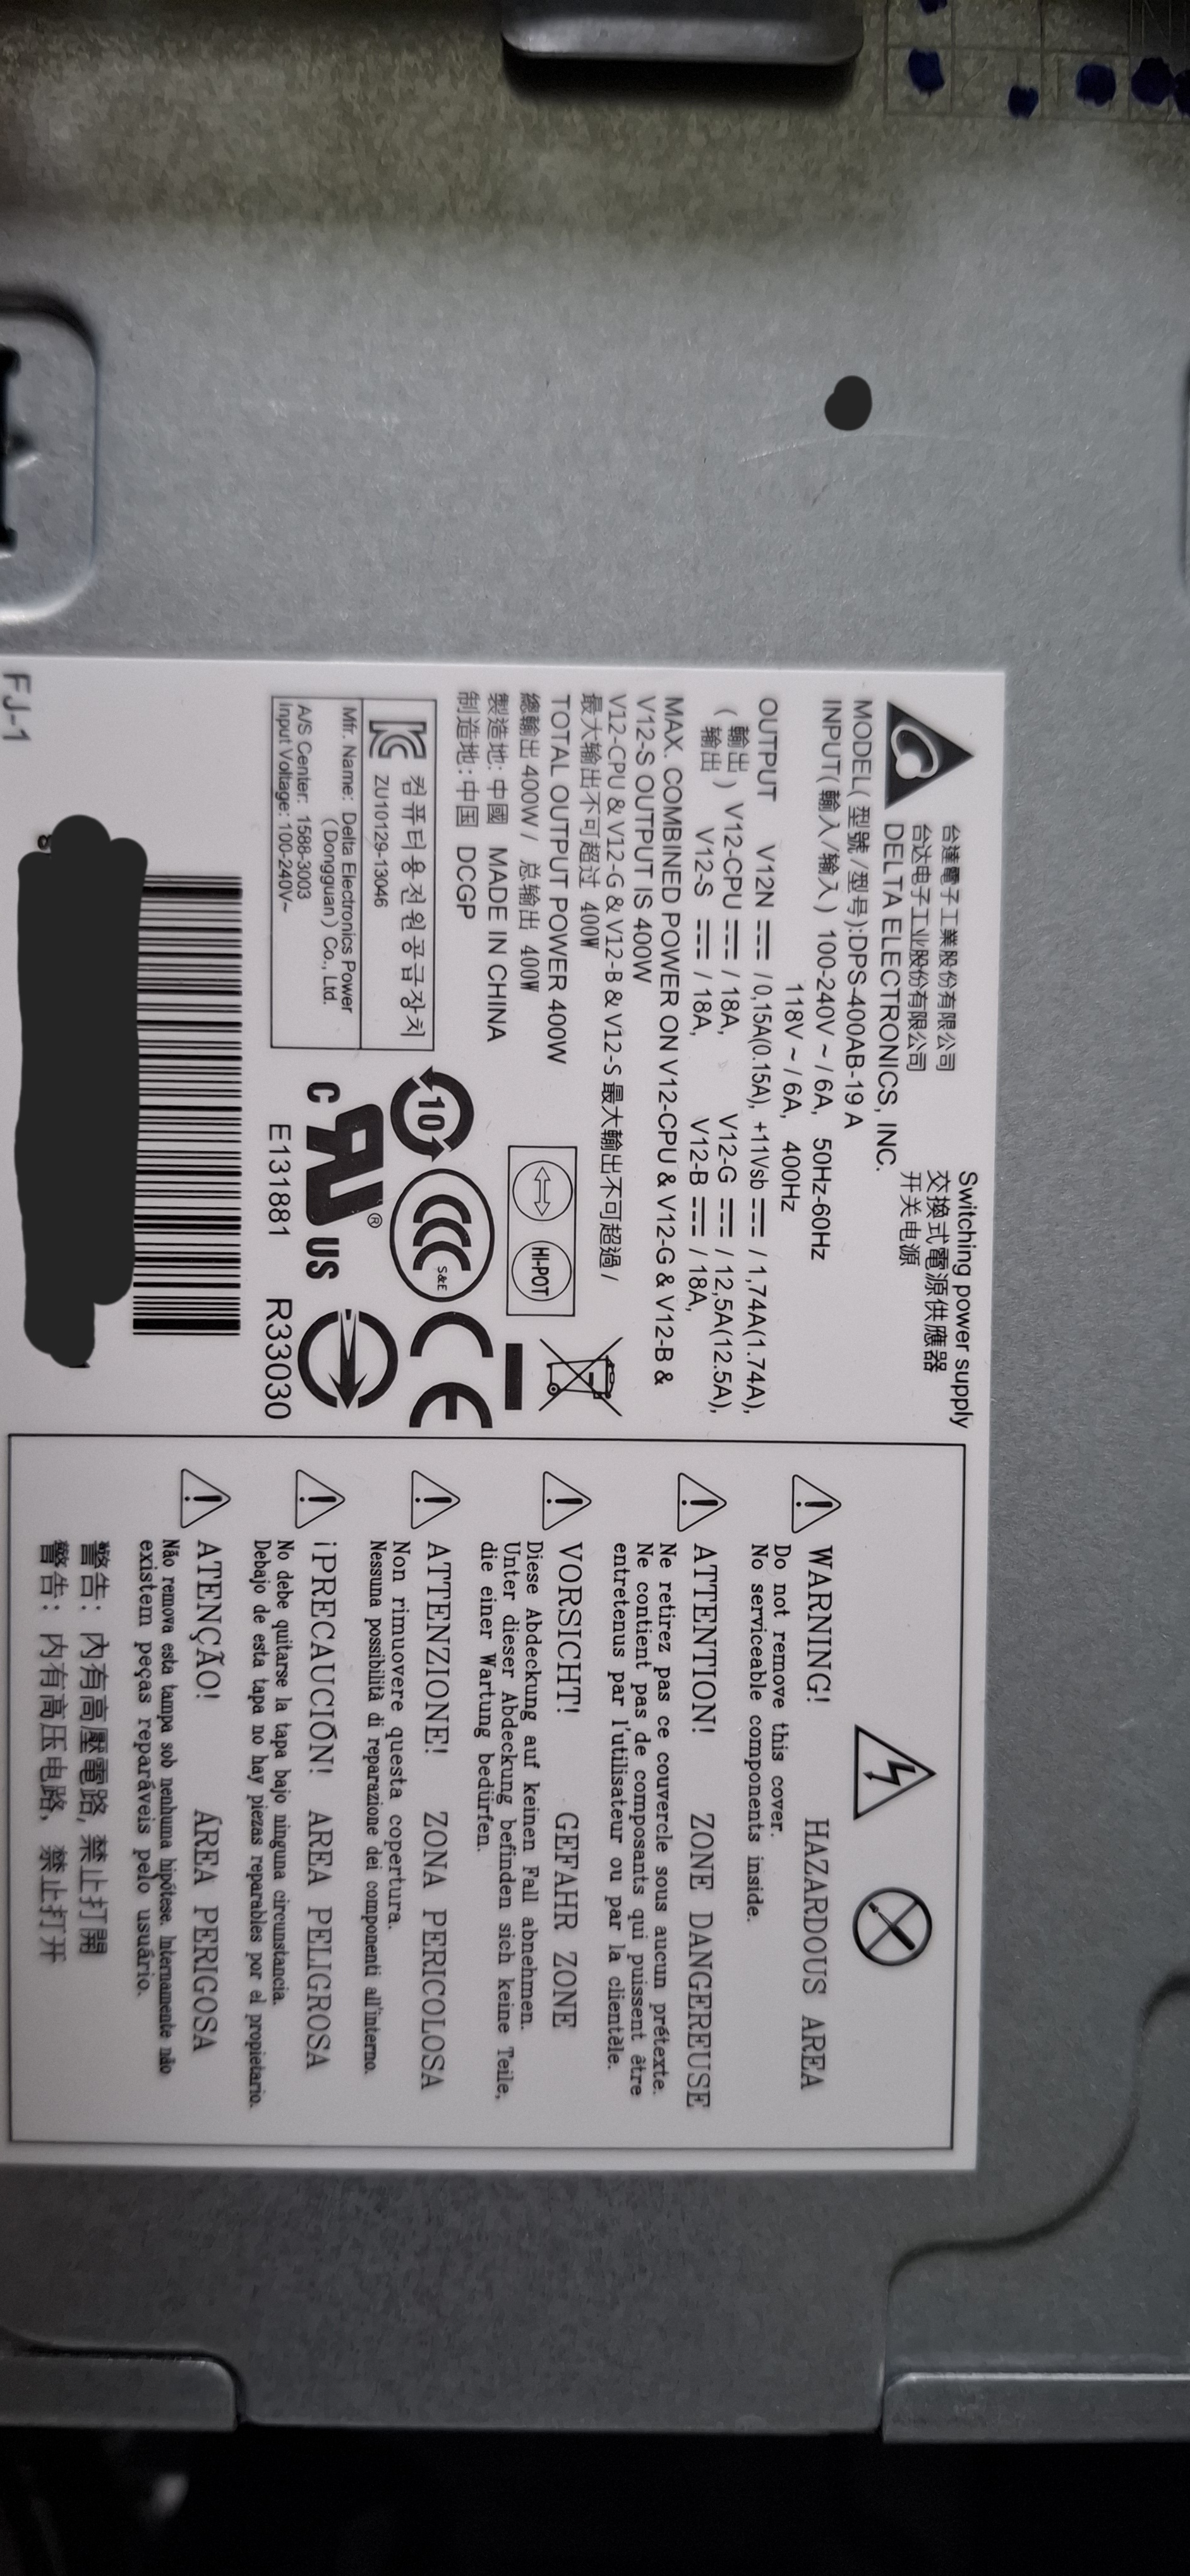 台達電子工業股份有限公司
台达电子工业股份有限公司
DELTA ELECTRONICS, INC.
Switching power supply
交換式電源供應器
开关电源
MODEL(型號/型号):DPS-400AB-19 A
INPUT(輸入/输入) 100-240V ~ / 6A, 50Hz-60Hz
118V ~ / 6A, 400Hz
OUTPUT V12N ⎓ / 0,15A(0.15A), +11Vsb ⎓ / 1,74A(1.74A),
(輸出/输出) V12-CPU ⎓ / 18A, V12-G ⎓ / 12,5A(12.5A),
V12-S ⎓ / 18A, V12-B ⎓ / 18A,
MAX. COMBINED POWER ON V12-CPU & V12-G & V12-B &
V12-S OUTPUT IS 400W
V12-CPU & V12-G & V12-B & V12-S 最大輸出不可超過 /
最大输出不可超过 400W
TOTAL OUTPUT POWER 400W
總輸出 400W / 总输出 400W
製造地: 中國 MADE IN CHINA
制造地: 中国 DCGP
컴퓨터용전원공급장치
ZU10129-13046
Mfr. Name: Delta Electronics Power
(Dongguan) Co., Ltd.
A/S Center: 1588-3003
Input Voltage: 100-240V~
HI-POT
10
CCC S&E
CE
c RU ® US
E131881 R33030
FJ-1
WARNING! HAZARDOUS AREA
Do not remove this cover.
No serviceable components inside.
ATTENTION! ZONE DANGEREUSE
Ne retirez pas ce couvercle sous aucun prétexte.
Ne contient pas de composants qui puissent être
entretenus par l'utilisateur ou par la clientèle.
VORSICHT! GEFAHR ZONE
Diese Abdeckung auf keinen Fall abnehmen.
Unter dieser Abdeckung befinden sich keine Teile,
die einer Wartung bedürfen.
ATTENZIONE! ZONA PERICOLOSA
Non rimuovere questa copertura.
Nessuna possibilità di reparazione dei componenti all'interno.
¡PRECAUCIÓN! AREA PELIGROSA
No debe quitarse la tapa bajo ninguna circunstancia.
Debajo de esta tapa no hay piezas reparables por el propietario.
ATENÇÃO! ÁREA PERIGOSA
Não remova esta tampa sob nenhuma hipótese. Internamente não
existem peças reparáveis pelo usuário.
警告: 內有高壓電路, 禁止打開
警告: 内有高压电路, 禁止打开